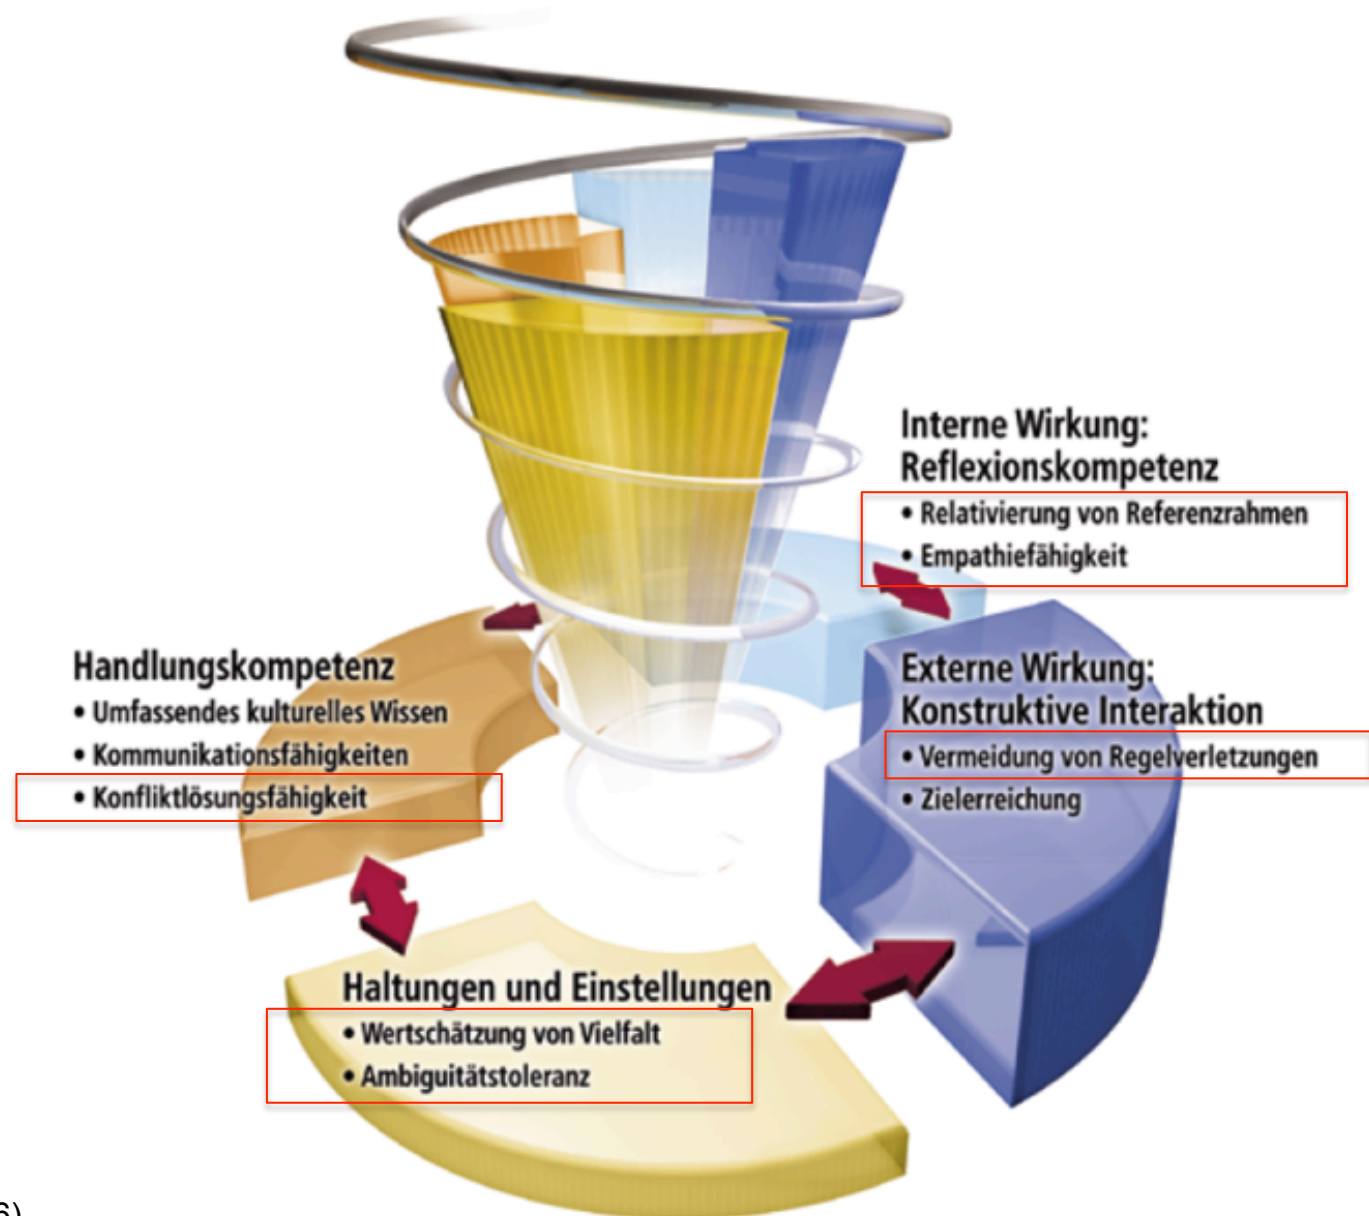 Interne Wirkung:
Reflexionskompetenz
• Relativierung von Referenzrahmen
• Empathiefähigkeit
Handlungskompetenz
• Umfassendes kulturelles Wissen
• Kommunikationsfähigkeiten
• Konfliktlösungsfähigkeit
Externe Wirkung:
Konstruktive Interaktion
• Vermeidung von Regelverletzungen
• Zielerreichung
Haltungen und Einstellungen
• Wertschätzung von Vielfalt
• Ambiguitätstoleranz
6)